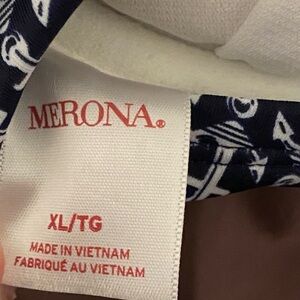 MERONA.
XL/TG
MADE IN VIETNAM
FABRIQUÉ AU VIETNAM